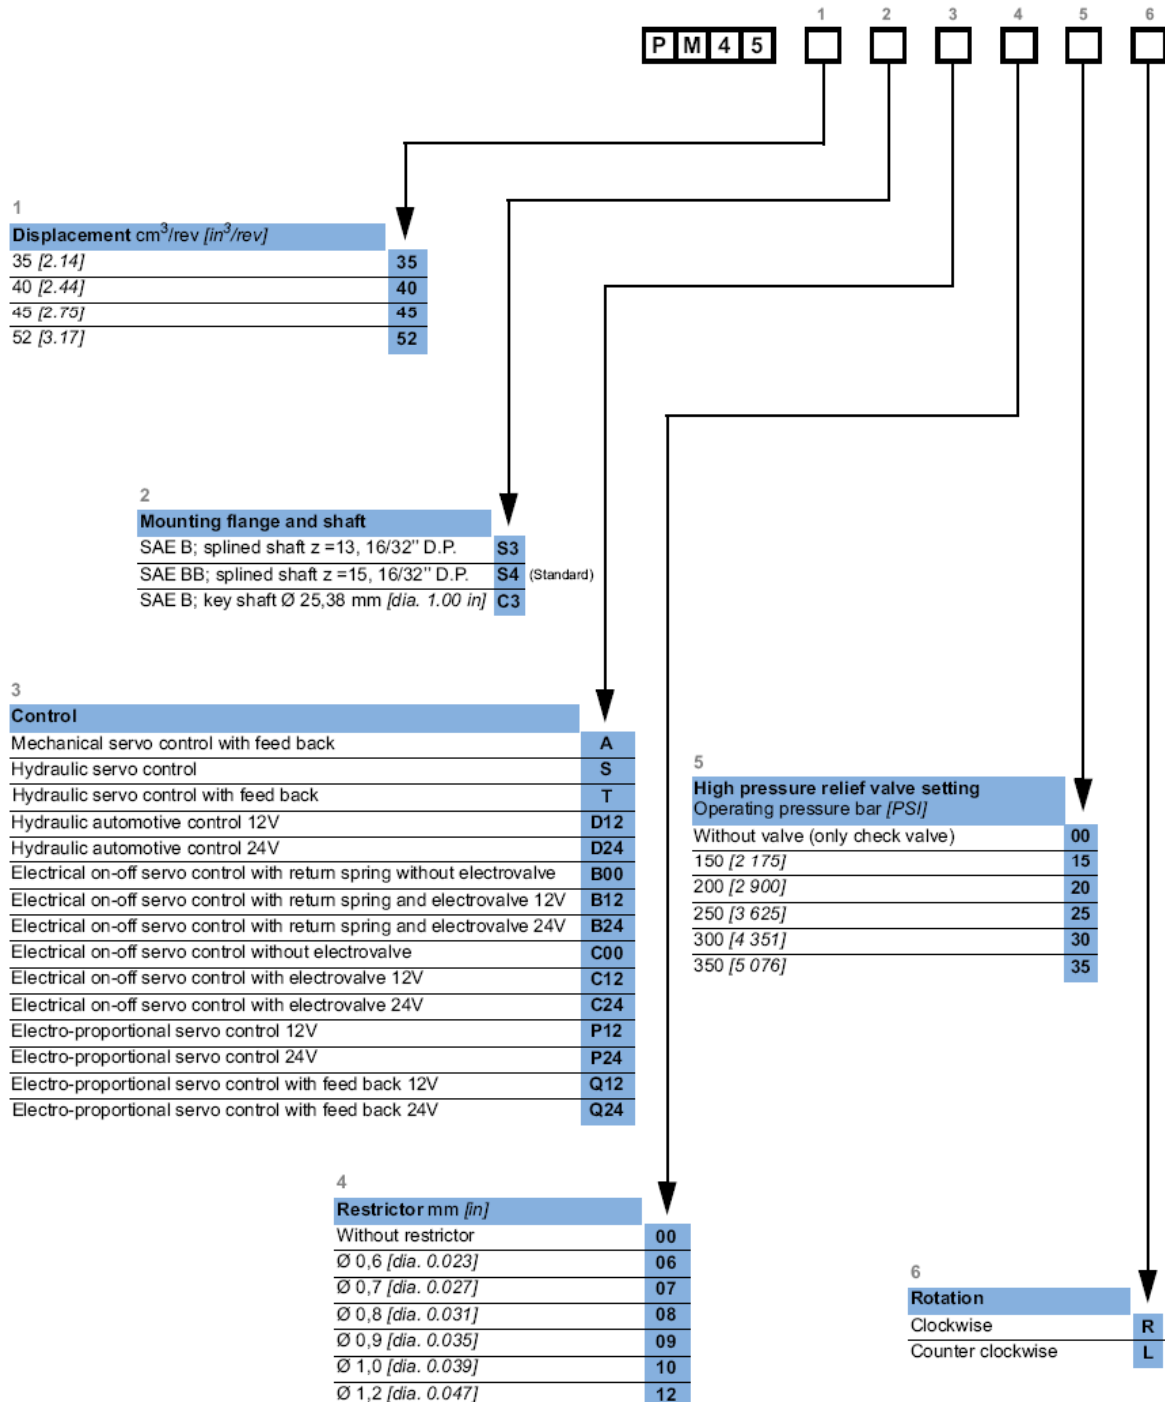 1 2 3 4 5 6
P M 4 5
1
Displacement cm³/rev [in³/rev]
35 [2.14] 35
40 [2.44] 40
45 [2.75] 45
52 [3.17] 52
2
Mounting flange and shaft
SAE B; splined shaft z =13, 16/32" D.P. S3
SAE BB; splined shaft z =15, 16/32" D.P. S4 (Standard)
SAE B; key shaft Ø 25,38 mm [dia. 1.00 in] C3
3
Control
Mechanical servo control with feed back A
Hydraulic servo control S
Hydraulic servo control with feed back T
Hydraulic automotive control 12V D12
Hydraulic automotive control 24V D24
Electrical on-off servo control with return spring without electrovalve B00
Electrical on-off servo control with return spring and electrovalve 12V B12
Electrical on-off servo control with return spring and electrovalve 24V B24
Electrical on-off servo control without electrovalve C00
Electrical on-off servo control with electrovalve 12V C12
Electrical on-off servo control with electrovalve 24V C24
Electro-proportional servo control 12V P12
Electro-proportional servo control 24V P24
Electro-proportional servo control with feed back 12V Q12
Electro-proportional servo control with feed back 24V Q24
5
High pressure relief valve setting
Operating pressure bar [PSI]
Without valve (only check valve) 00
150 [2 175] 15
200 [2 900] 20
250 [3 625] 25
300 [4 351] 30
350 [5 076] 35
4
Restrictor mm [in]
Without restrictor 00
Ø 0,6 [dia. 0.023] 06
Ø 0,7 [dia. 0.027] 07
Ø 0,8 [dia. 0.031] 08
Ø 0,9 [dia. 0.035] 09
Ø 1,0 [dia. 0.039] 10
Ø 1,2 [dia. 0.047] 12
6
Rotation
Clockwise R
Counter clockwise L